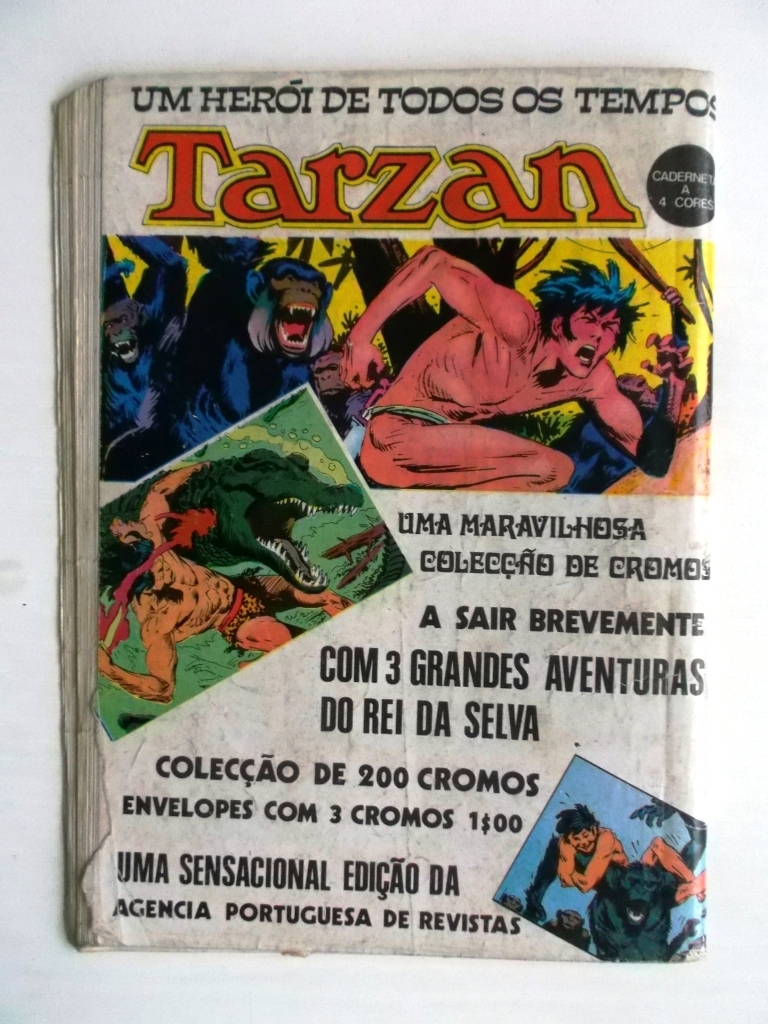 UM HERÓI DE TODOS OS TEMPOS
Tarzan
CADERNETA
A
4 CORES
UMA MARAVILHOSA
COLECÇÃO DE CROMOS
A SAIR BREVEMENTE
COM 3 GRANDES AVENTURAS
DO REI DA SELVA
COLECÇÃO DE 200 CROMOS
ENVELOPES COM 3 CROMOS 1$00
UMA SENSACIONAL EDIÇÃO DA
AGENCIA PORTUGUESA DE REVISTAS